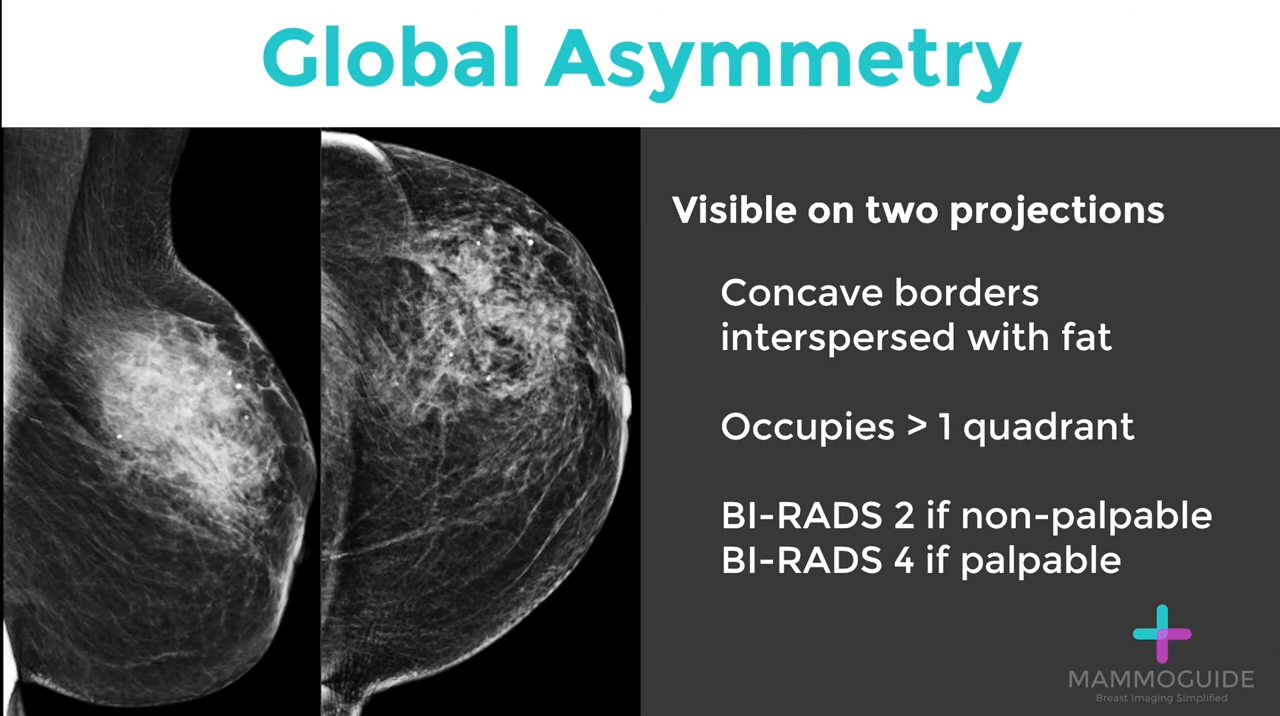 Global Asymmetry
Visible on two projections
Concave borders
interspersed with fat
Occupies > 1 quadrant
BI-RADS 2 if non-palpable
BI-RADS 4 if palpable
MAMMOGUIDE
Breast Imaging Simplified